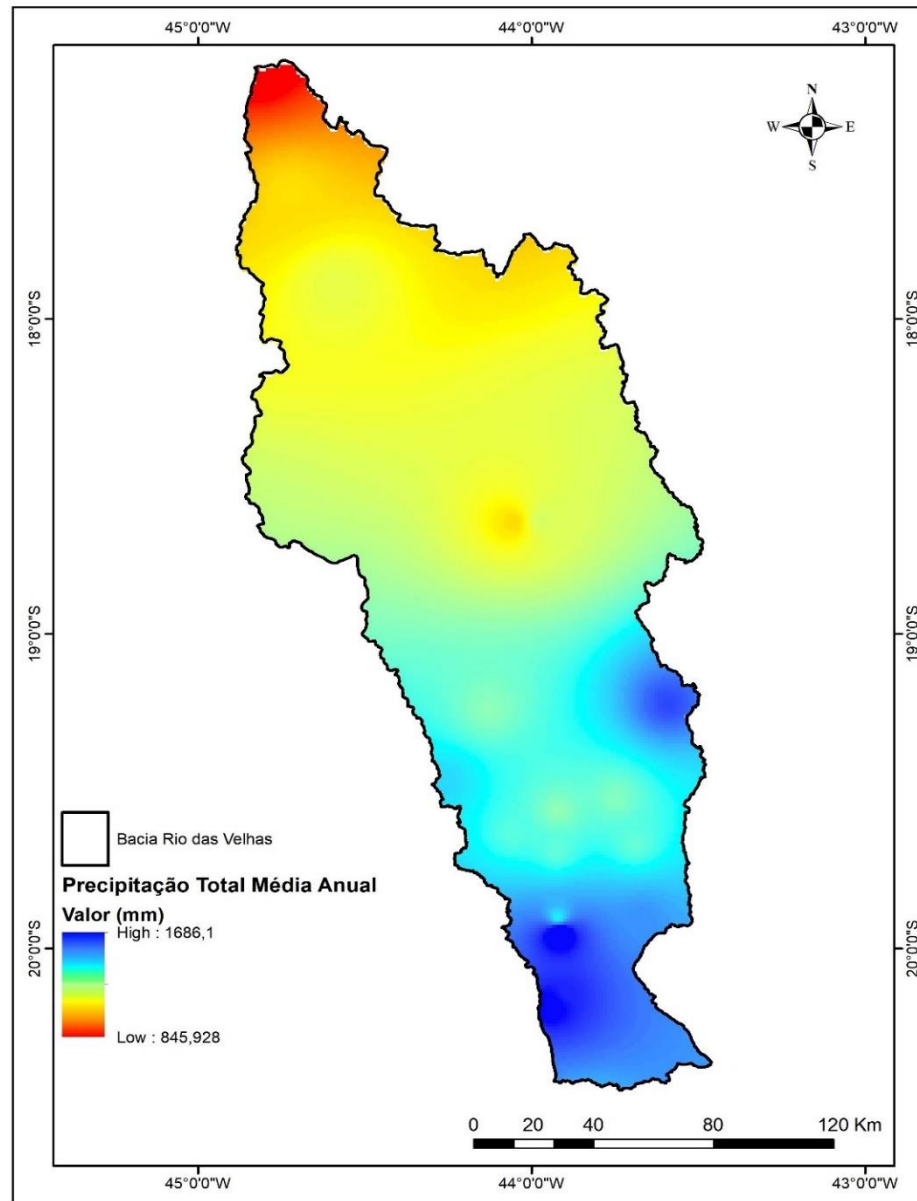 45°0'0"W 44°0'0"W 43°0'0"W
N
W E
S
18°0'0"S 18°0'0"S
19°0'0"S 19°0'0"S
Bacia Rio das Velhas
Precipitação Total Média Anual
Valor (mm)
High : 1686,1
Low : 845,928
20°0'0"S 20°0'0"S
0 20 40 80 120 Km
45°0'0"W 44°0'0"W 43°0'0"W